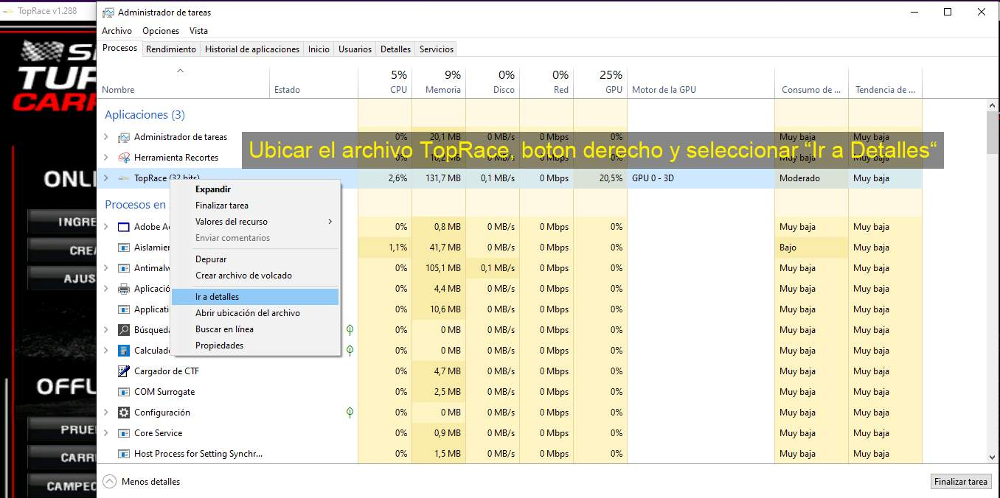 TopRace v1.288
Administrador de tareas
Archivo Opciones Vista
Procesos Rendimiento Historial de aplicaciones Inicio Usuarios Detalles Servicios
5% 9% 0% 0% 25%
Nombre Estado CPU Memoria Disco Red GPU Motor de la GPU Consumo de ... Tendencia de ...
Aplicaciones (3)
Administrador de tareas 0% 20,1 MB 0 MB/s 0 Mbps 0% Muy baja Muy baja
Ubicar el archivo TopRace, boton derecho y seleccionar “Ir a Detalles“
Herramienta Recortes 0% 0 MB/s 0 Mbps 0% Muy baja Muy baja
TopRace (32 bits) 2,6% 131,7 MB 0,1 MB/s 0 Mbps 20,5% GPU 0 - 3D Moderado Muy baja
Expandir
Finalizar tarea
Valores del recurso
Enviar comentarios
Depurar
Crear archivo de volcado
Ir a detalles
Abrir ubicación del archivo
Buscar en línea
Propiedades
Procesos en
Adobe A 0% 0,8 MB 0 MB/s 0 Mbps 0% Muy baja Muy baja
Aislamie 1,1% 41,7 MB 0 MB/s 0 Mbps 0% Bajo Muy baja
Antimalw 0% 105,1 MB 0,1 MB/s 0 Mbps 0% Muy baja Muy baja
Aplicació 0% 4,4 MB 0 MB/s 0 Mbps 0% Muy baja Muy baja
Applicati 0% 10,6 MB 0 MB/s 0 Mbps 0% Muy baja Muy baja
Búsqueda 0% 0 MB 0 MB/s 0 Mbps 0% Muy baja Muy baja
Calculad 0% 0 MB 0 MB/s 0 Mbps 0% Muy baja Muy baja
Cargador de CTF 0% 4,7 MB 0 MB/s 0 Mbps 0% Muy baja Muy baja
COM Surrogate 0% 2,5 MB 0 MB/s 0 Mbps 0% Muy baja Muy baja
Configuración 0% 0 MB 0 MB/s 0 Mbps 0% Muy baja Muy baja
Core Service 0% 0,9 MB 0 MB/s 0 Mbps 0% Muy baja Muy baja
Host Process for Setting Synchr... 0% 1,5 MB 0 MB/s 0 Mbps 0% Muy baja Muy baja
Menos detalles
Finalizar tarea
TU
CAR
ONLI
INGRE
CREA
AJUS
OFFL
PRUE
CARR
CAMPEO